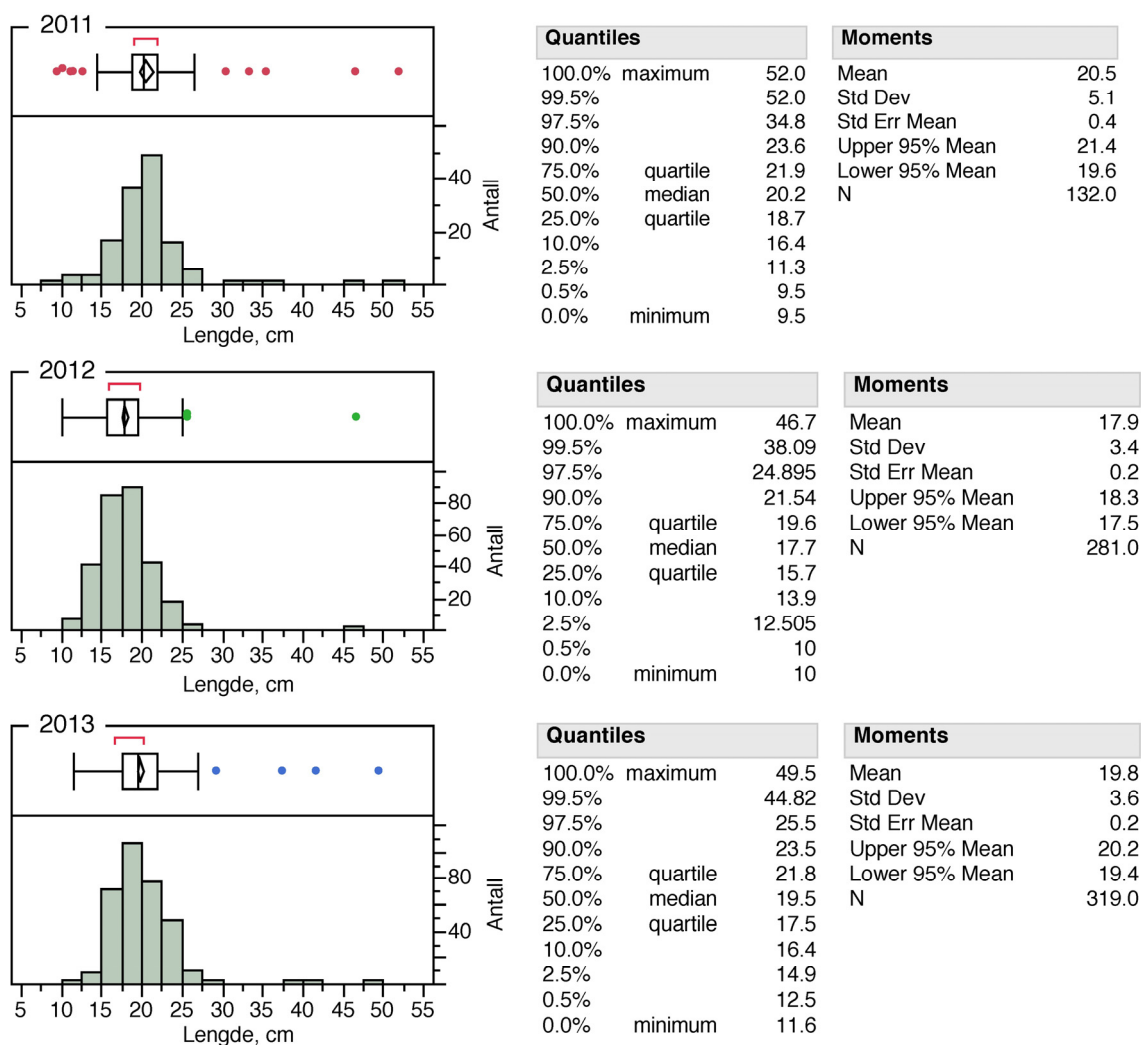 2011
40
20
Antall
5 10 15 20 25 30 35 40 45 50 55
Lengde, cm
Quantiles
100.0% maximum 52.0
99.5% 52.0
97.5% 34.8
90.0% 23.6
75.0% quartile 21.9
50.0% median 20.2
25.0% quartile 18.7
10.0% 16.4
2.5% 11.3
0.5% 9.5
0.0% minimum 9.5
Moments
Mean 20.5
Std Dev 5.1
Std Err Mean 0.4
Upper 95% Mean 21.4
Lower 95% Mean 19.6
N 132.0
2012
80
60
40
20
Antall
5 10 15 20 25 30 35 40 45 50 55
Lengde, cm
Quantiles
100.0% maximum 46.7
99.5% 38.09
97.5% 24.895
90.0% 21.54
75.0% quartile 19.6
50.0% median 17.7
25.0% quartile 15.7
10.0% 13.9
2.5% 12.505
0.5% 10
0.0% minimum 10
Moments
Mean 17.9
Std Dev 3.4
Std Err Mean 0.2
Upper 95% Mean 18.3
Lower 95% Mean 17.5
N 281.0
2013
80
40
Antall
5 10 15 20 25 30 35 40 45 50 55
Lengde, cm
Quantiles
100.0% maximum 49.5
99.5% 44.82
97.5% 25.5
90.0% 23.5
75.0% quartile 21.8
50.0% median 19.5
25.0% quartile 17.5
10.0% 16.4
2.5% 14.9
0.5% 12.5
0.0% minimum 11.6
Moments
Mean 19.8
Std Dev 3.6
Std Err Mean 0.2
Upper 95% Mean 20.2
Lower 95% Mean 19.4
N 319.0